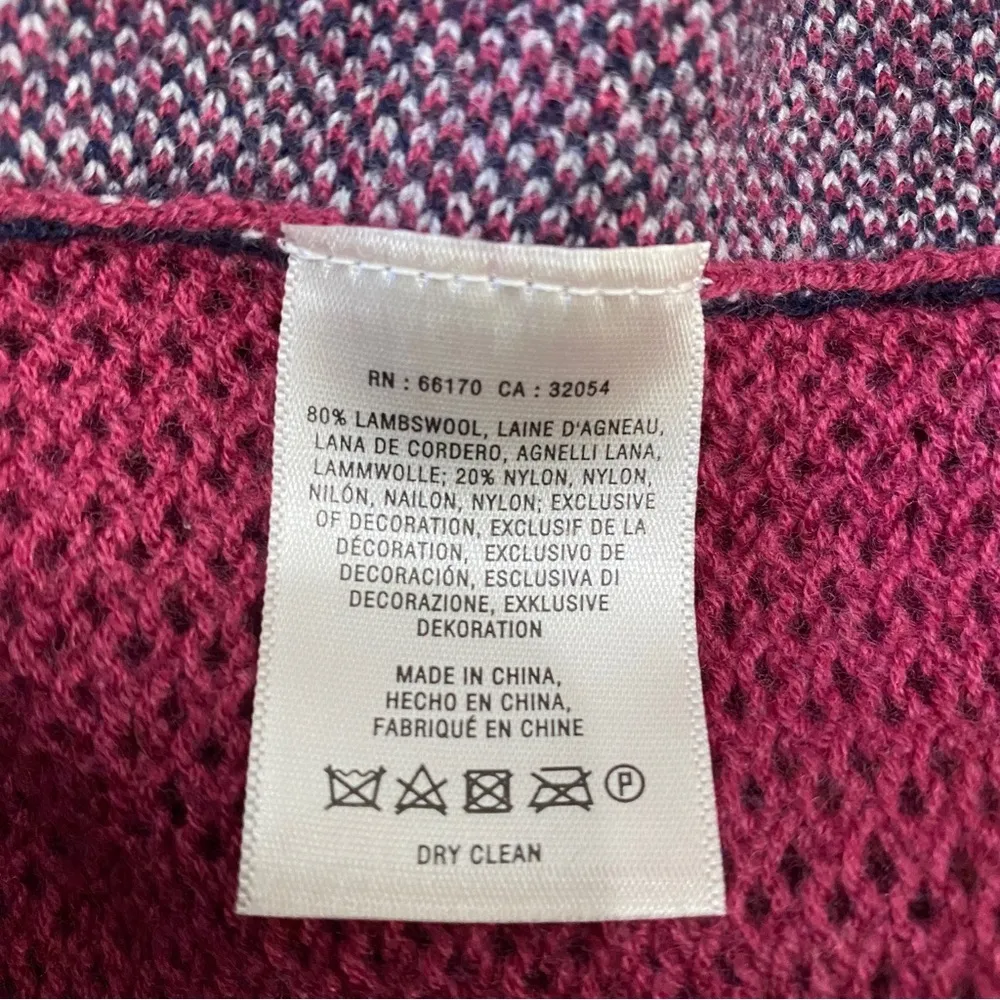 RN : 66170 CA : 32054
80% LAMBSWOOL, LAINE D'AGNEAU,
LANA DE CORDERO, AGNELLI LANA,
LAMMWOLLE; 20% NYLON, NYLON,
NILÓN, NAILON, NYLON; EXCLUSIVE
OF DECORATION, EXCLUSIF DE LA
DÉCORATION, EXCLUSIVO DE
DECORACIÓN, ESCLUSIVA DI
DECORAZIONE, EXKLUSIVE
DEKORATION
MADE IN CHINA,
HECHO EN CHINA,
FABRIQUÉ EN CHINE
P
DRY CLEAN